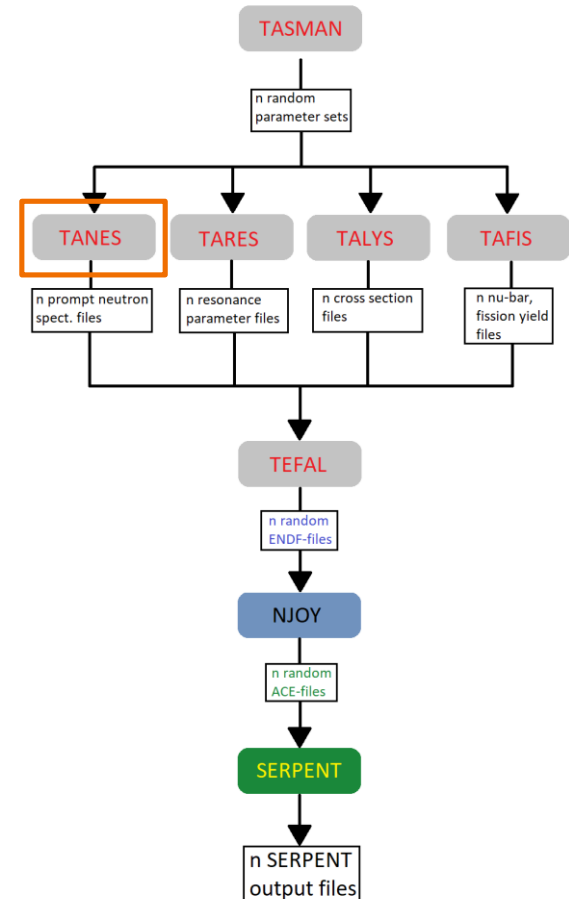 TASMAN
n random
parameter sets
TANES
TARES
TALYS
TAFIS
n prompt neutron
spect. files
n resonance
parameter files
n cross section
files
n nu-bar,
fission yield
files
TEFAL
n random
ENDF-files
NJOY
n random
ACE-files
SERPENT
n SERPENT
output files